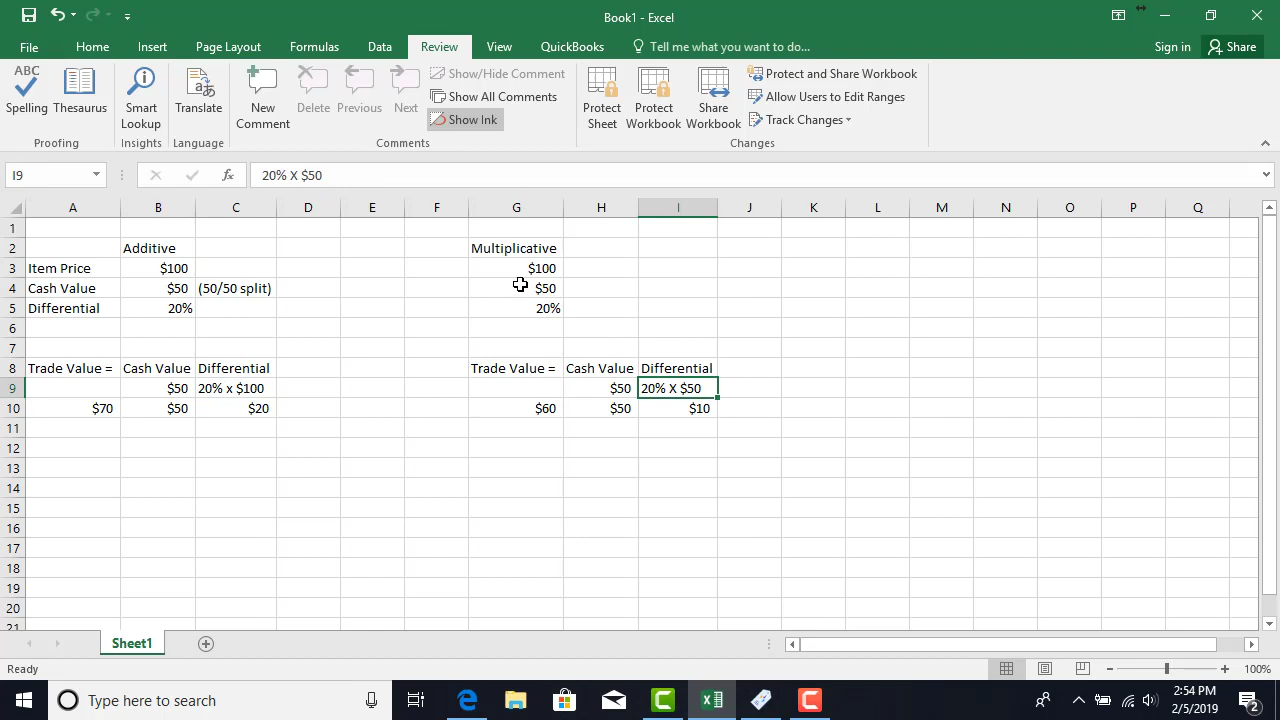 Book1 - Excel
File Home Insert Page Layout Formulas Data Review View QuickBooks Tell me what you want to do... Sign in Share
ABC
Spelling Thesaurus Smart Lookup Translate New Comment Delete Previous Next
Show/Hide Comment
Show All Comments
Show Ink
Protect Sheet Protect Workbook Share Workbook
Protect and Share Workbook
Allow Users to Edit Ranges
Track Changes
Proofing Insights Language Comments Changes
I9 fx 20% X $50
A B C D E F G H I J K L M N O P Q
1
2 Additive Multiplicative
3 Item Price $100 $100
4 Cash Value $50 (50/50 split) $50
5 Differential 20% 20%
6
7
8 Trade Value = Cash Value Differential Trade Value = Cash Value Differential
9 $50 20% x $100 $50 20% X $50
10 $70 $50 $20 $60 $50 $10
11
12
13
14
15
16
17
18
19
20
21
Sheet1
Ready 100%
Type here to search 2:54 PM
2/5/2019 2